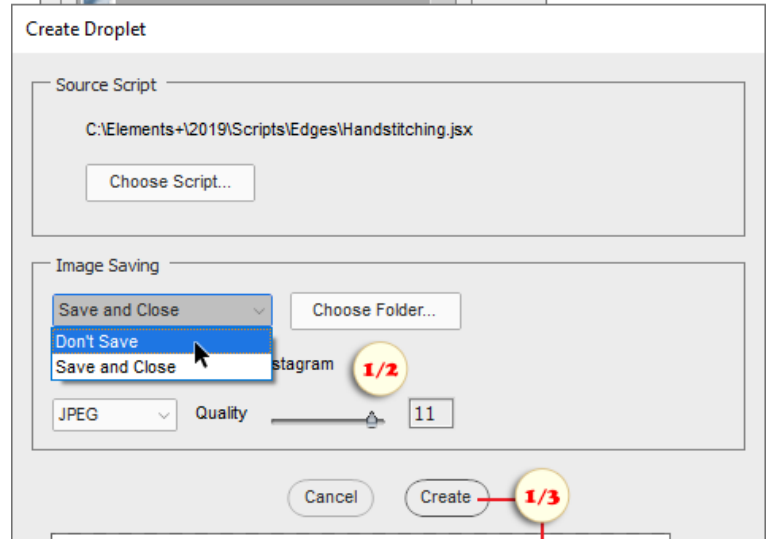 Create Droplet
Source Script
C:\Elements+\2019\Scripts\Edges\Handstitching.jsx
Choose Script...
Image Saving
Save and Close
Choose Folder...
Don't Save
Save and Close
stagram
1/2
JPEG
Quality
11
Cancel
Create
1/3